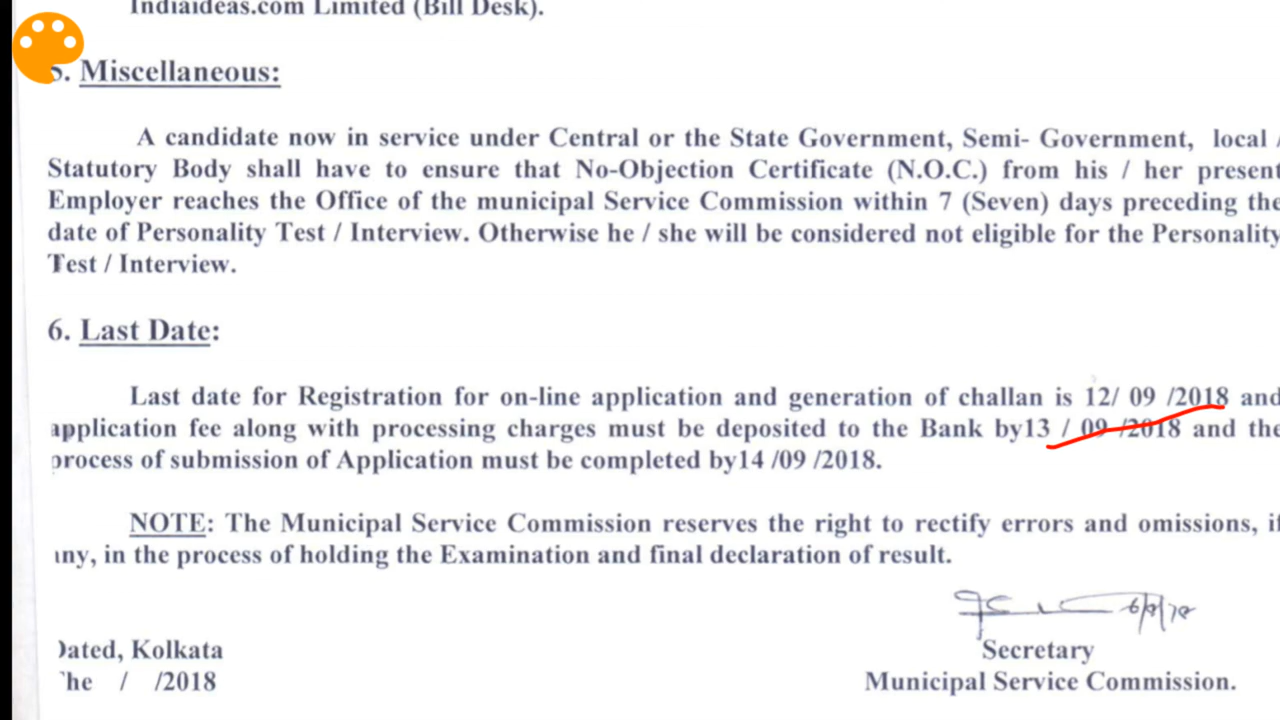 Indiaideas.com Limited (Bill Desk).
5. Miscellaneous:
A candidate now in service under Central or the State Government, Semi- Government, local /
Statutory Body shall have to ensure that No-Objection Certificate (N.O.C.) from his / her present
Employer reaches the Office of the municipal Service Commission within 7 (Seven) days preceding the
date of Personality Test / Interview. Otherwise he / she will be considered not eligible for the Personality
Test / Interview.
6. Last Date:
Last date for Registration for on-line application and generation of challan is 12/ 09 /2018 and
application fee along with processing charges must be deposited to the Bank by13 / 09 /2018 and the
process of submission of Application must be completed by14 /09 /2018.
NOTE: The Municipal Service Commission reserves the right to rectify errors and omissions, if
any, in the process of holding the Examination and final declaration of result.
Dated, Kolkata
The / /2018
Secretary
Municipal Service Commission.